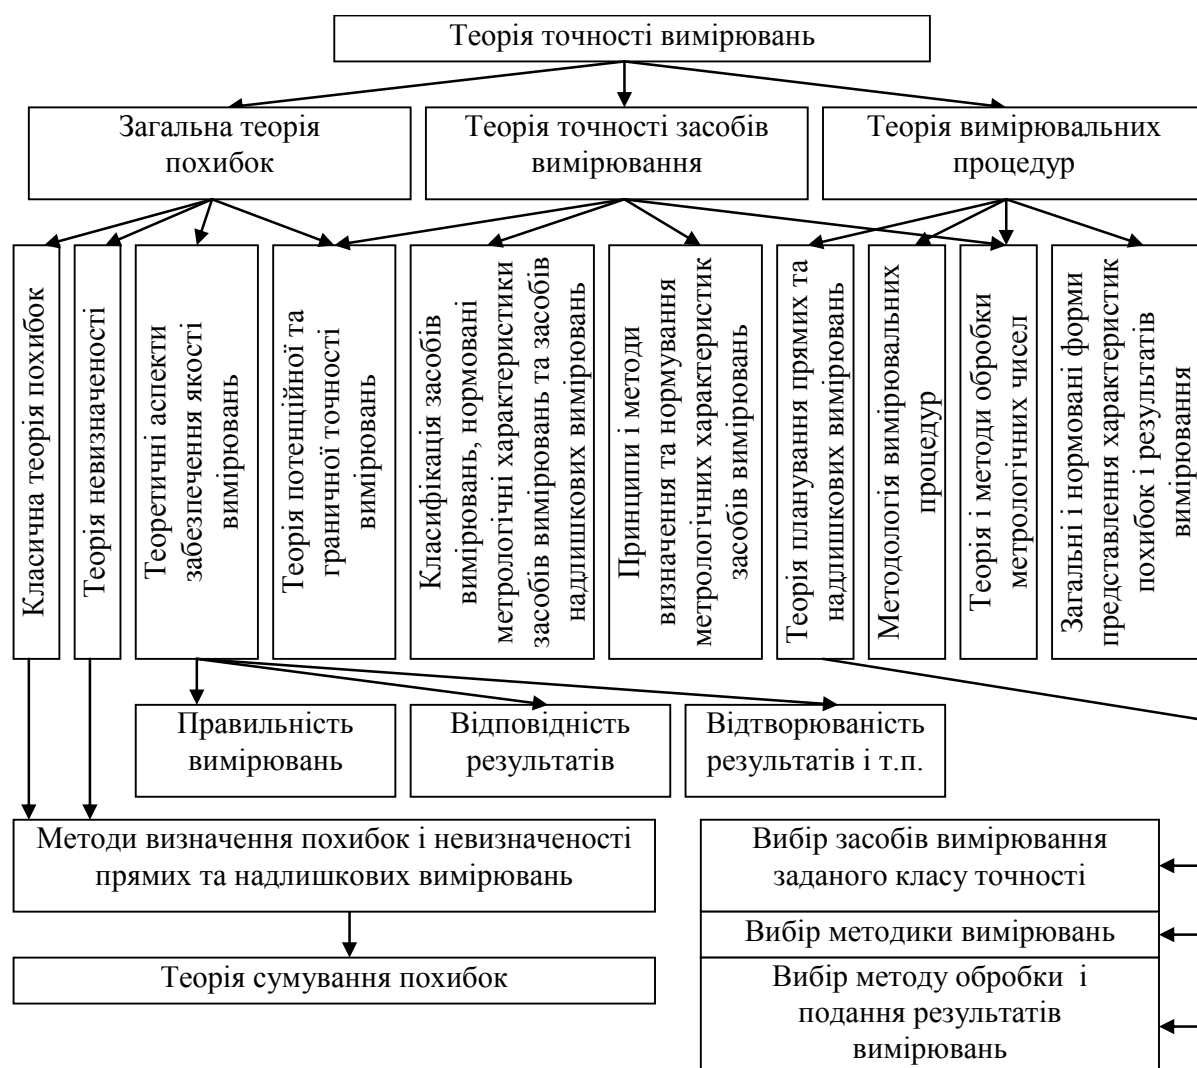 Теорія точності вимірювань
Загальна теорія
похибок
Теорія точності засобів
вимірювання
Теорія вимірювальних
процедур
Класична теорія похибок
Теорія невизначеності
Теоретичні аспекти
забезпечення якості
вимірювань
Теорія потенційної та
граничної точності
вимірювань
Класифікація засобів
вимірювань, нормовані
метрологічні характеристики
засобів вимірювань та засобів
надлишкових вимірювань
Принципи і методи
визначення та нормування
метрологічних характеристик
засобів вимірювань
Теорія планування прямих та
надлишкових вимірювань
Методологія вимірювальних
процедур
Теорія і методи обробки
метрологічних чисел
Загальні і нормовані форми
представлення характеристик
похибок і результатів
вимірювання
Правильність
вимірювань
Відповідність
результатів
Відтворюваність
результатів і т.п.
Методи визначення похибок і невизначеності
прямих та надлишкових вимірювань
Теорія сумування похибок
Вибір засобів вимірювання
заданого класу точності
Вибір методики вимірювань
Вибір методу обробки і
подання результатів
вимірювань